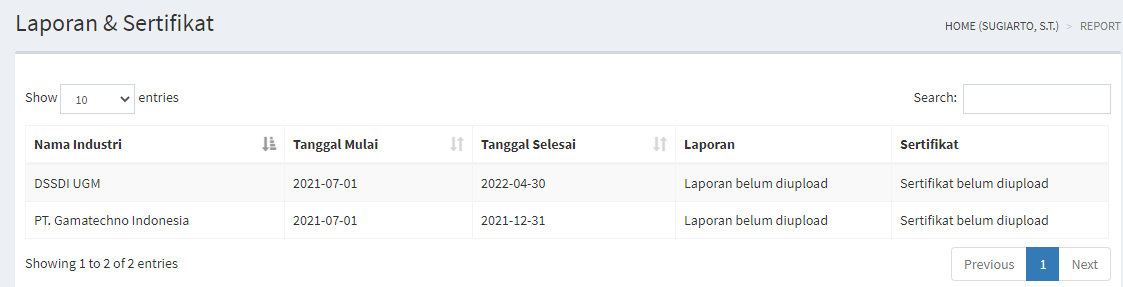 Laporan & Sertifikat
HOME (SUGIARTO, S.T.) > REPORT
Show 10 entries
Search:
Nama Industri Tanggal Mulai Tanggal Selesai Laporan Sertifikat
DSSDI UGM 2021-07-01 2022-04-30 Laporan belum diupload Sertifikat belum diupload
PT. Gamatechno Indonesia 2021-07-01 2021-12-31 Laporan belum diupload Sertifikat belum diupload
Showing 1 to 2 of 2 entries
Previous 1 Next